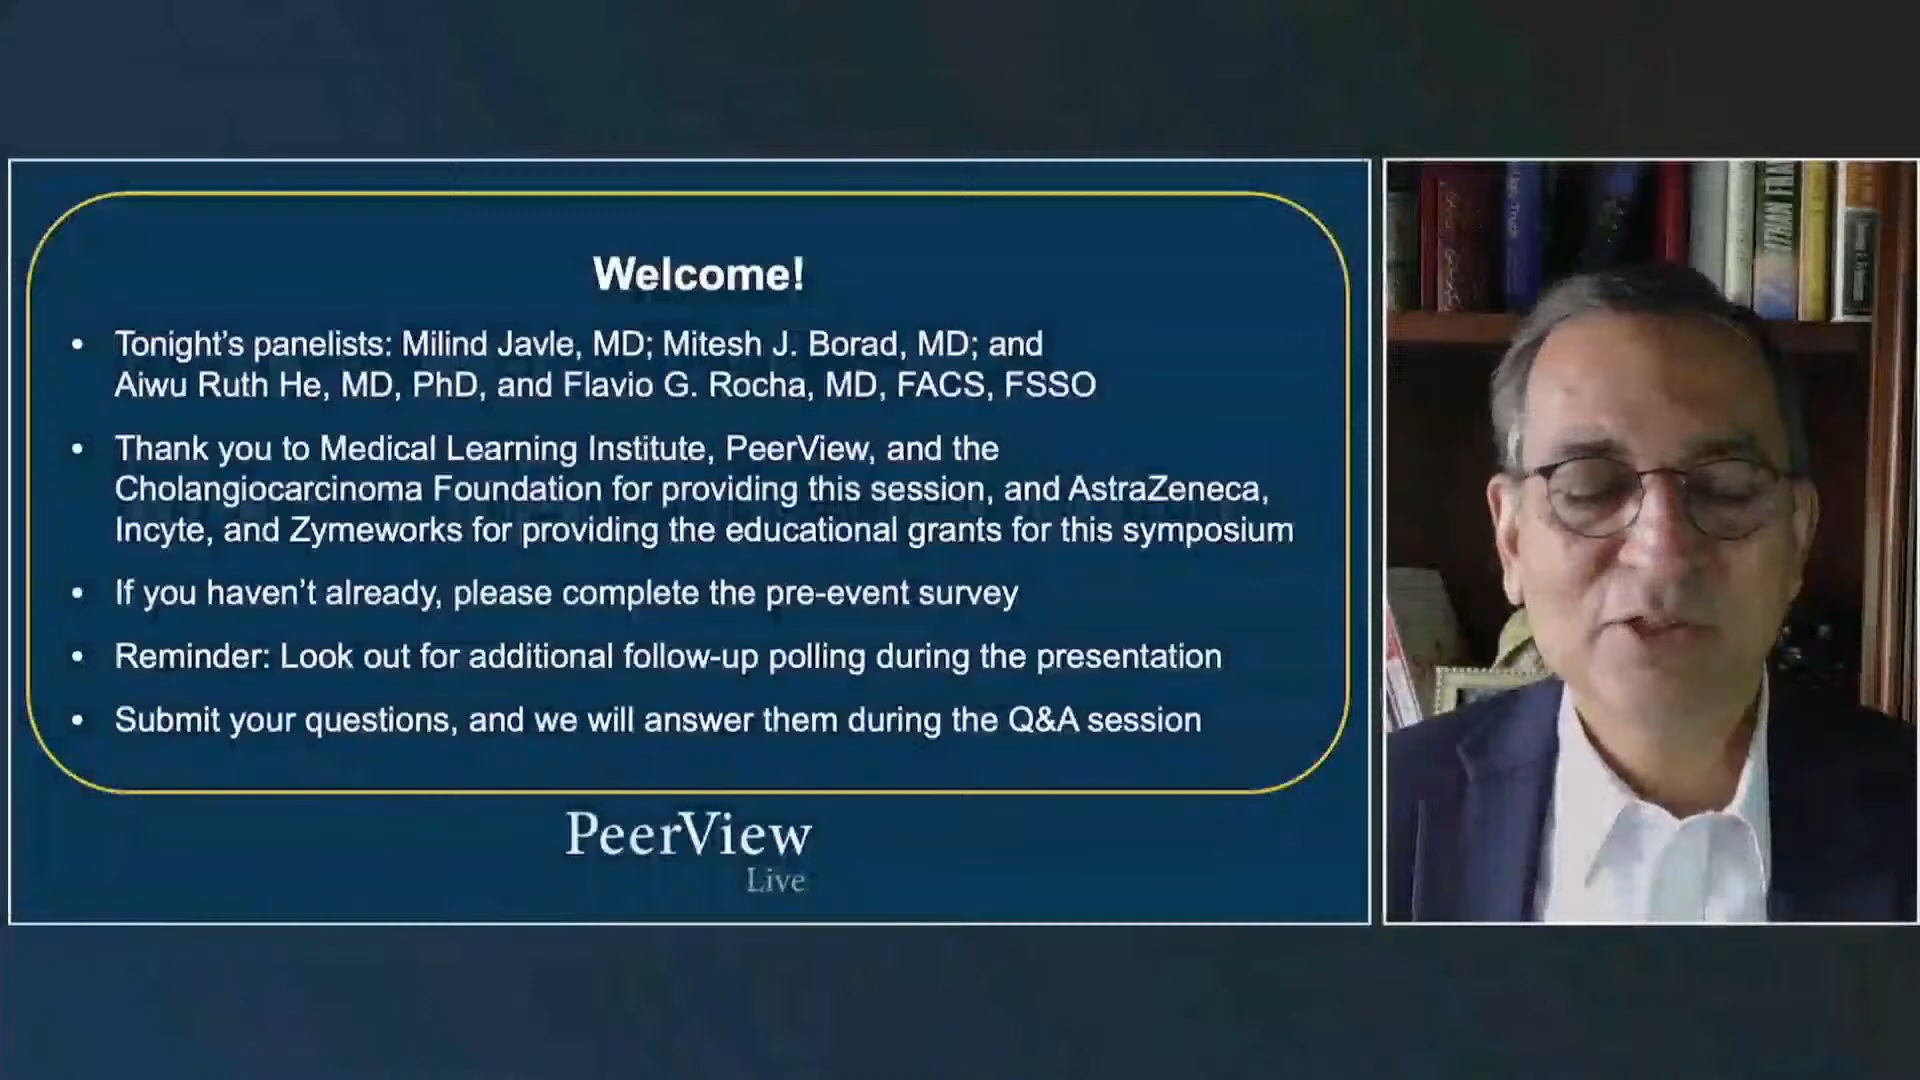 Welcome!
• Tonight's panelists: Milind Javle, MD; Mitesh J. Borad, MD; and
Aiwu Ruth He, MD, PhD, and Flavio G. Rocha, MD, FACS, FSSO
• Thank you to Medical Learning Institute, PeerView, and the
Cholangiocarcinoma Foundation for providing this session, and AstraZeneca,
Incyte, and Zymeworks for providing the educational grants for this symposium
• If you haven't already, please complete the pre-event survey
• Reminder: Look out for additional follow-up polling during the presentation
• Submit your questions, and we will answer them during the Q&A session
PeerView
Live